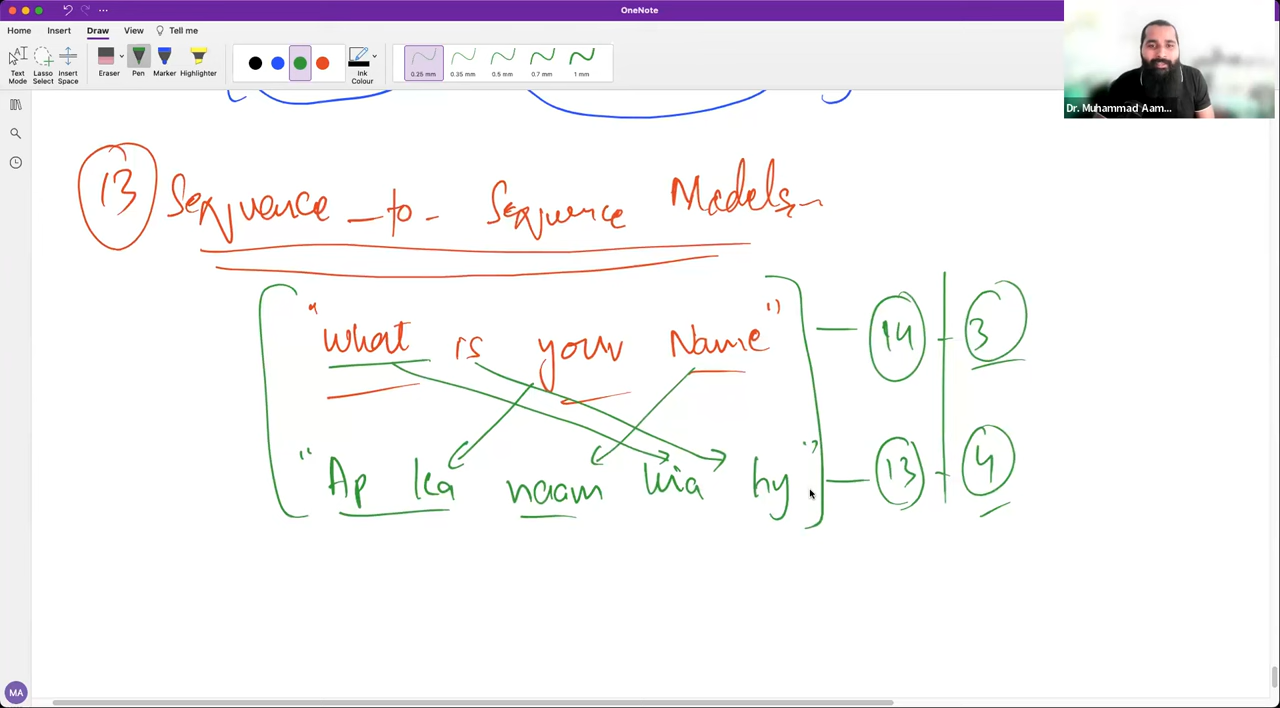 OneNote
Home Insert Draw View Tell me
Text Mode
Lasso Select
Insert Space
Eraser
Pen
Marker
Highlighter
Ink Colour
0.25 mm
0.35 mm
0.5 mm
0.7 mm
1 mm
Dr. Muhammad Aam...
13 Sequence - to - Sequence Models
"What is your Name" 14 3
"Ap ka naam kia hy" 13 4
MA